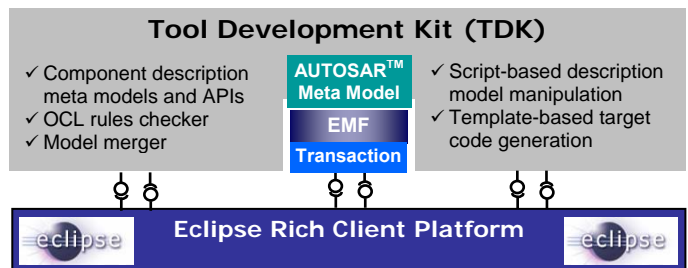 Tool Development Kit (TDK)
✓ Component description
meta models and APIs
✓ OCL rules checker
✓ Model merger
AUTOSAR™
Meta Model
EMF
Transaction
✓ Script-based description
model manipulation
✓ Template-based target
code generation
eclipse
Eclipse Rich Client Platform
eclipse